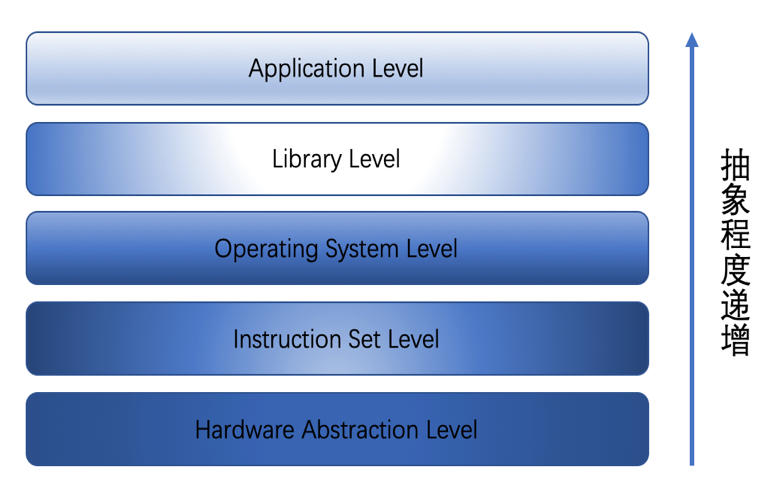 Application Level
Library Level
Operating System Level
Instruction Set Level
Hardware Abstraction Level
抽象程度递增